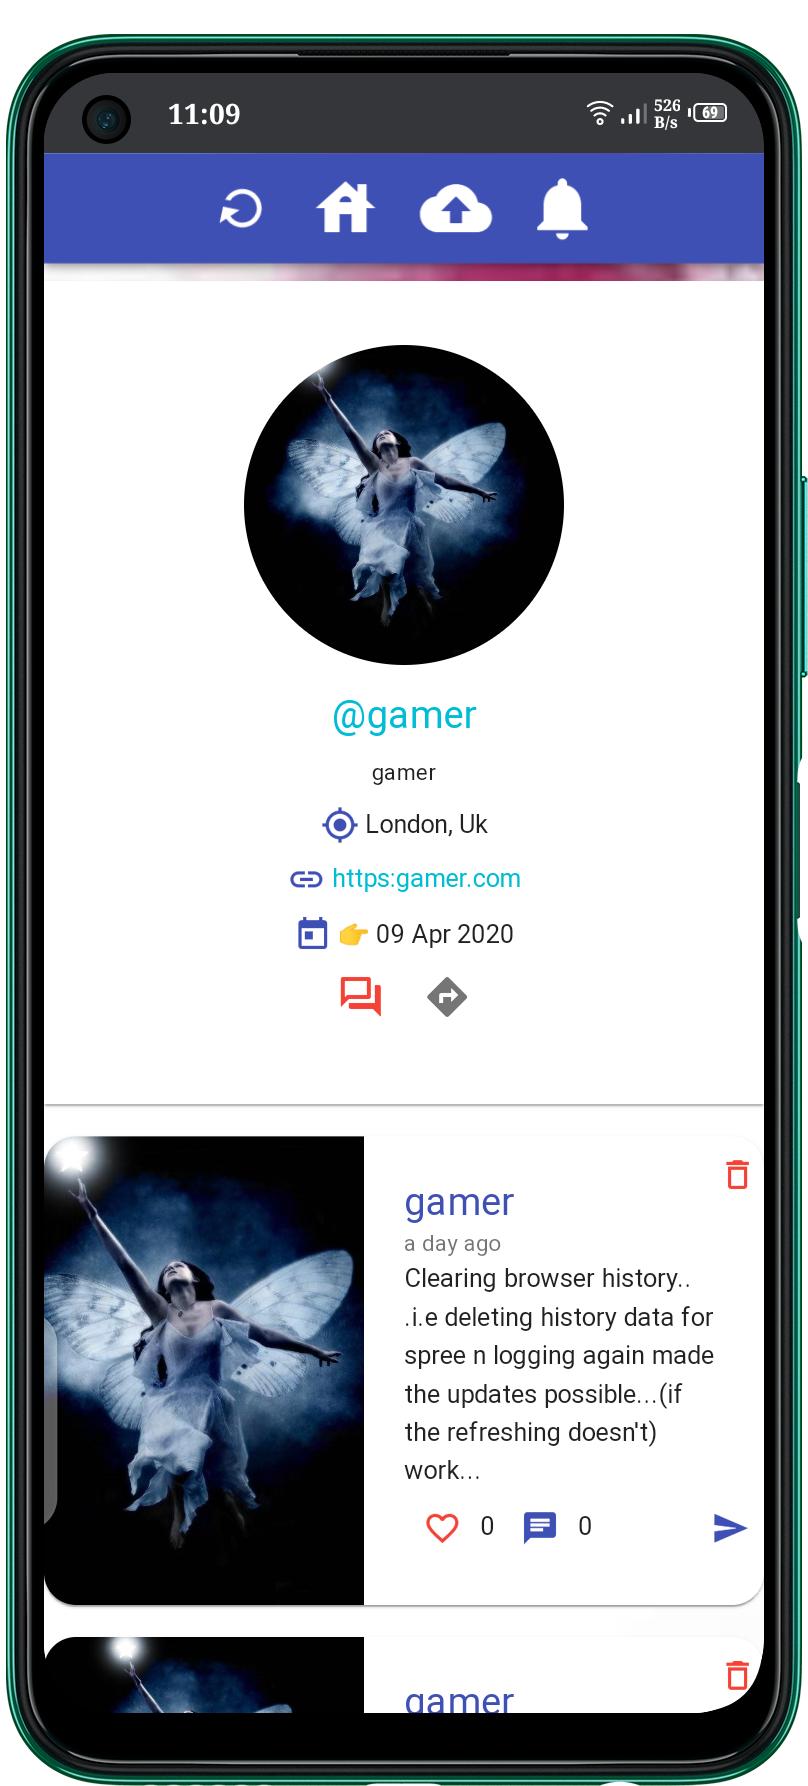 11:09
526
B/s
69
@gamer
gamer
London, Uk
https:gamer.com
👉 09 Apr 2020
gamer
a day ago
Clearing browser history..
.i.e deleting history data for
spree n logging again made
the updates possible...(if
the refreshing doesn't)
work...
0 0
gamer